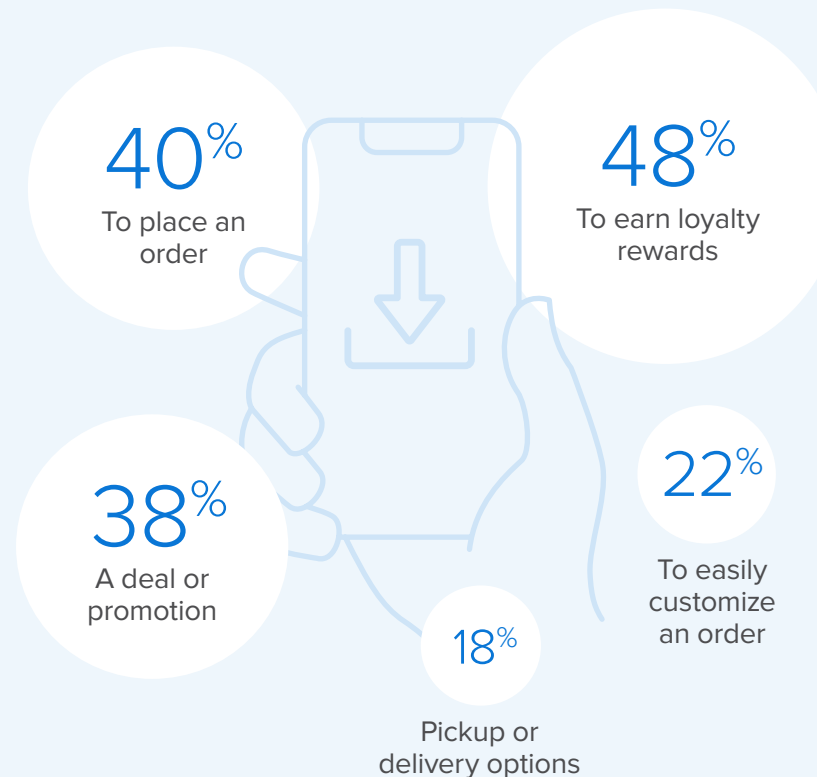 40%
To place an
order
48%
To earn loyalty
rewards
38%
A deal or
promotion
22%
To easily
customize
an order
18%
Pickup or
delivery options